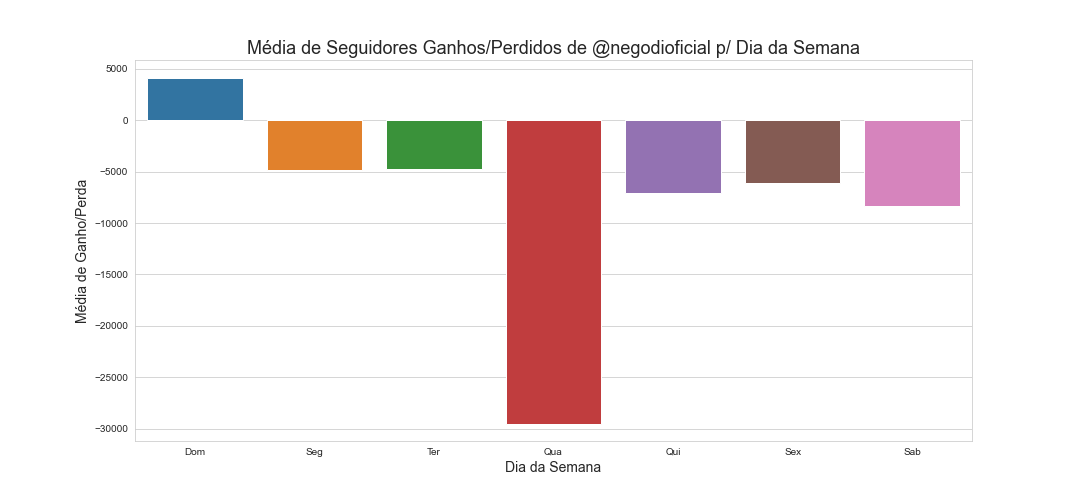 Média de Seguidores Ganhos/Perdidos de @negodioficial p/ Dia da Semana
5000
0
−5000
−10000
−15000
−20000
−25000
−30000
Média de Ganho/Perda
Dom Seg Ter Qua Qui Sex Sab
Dia da Semana